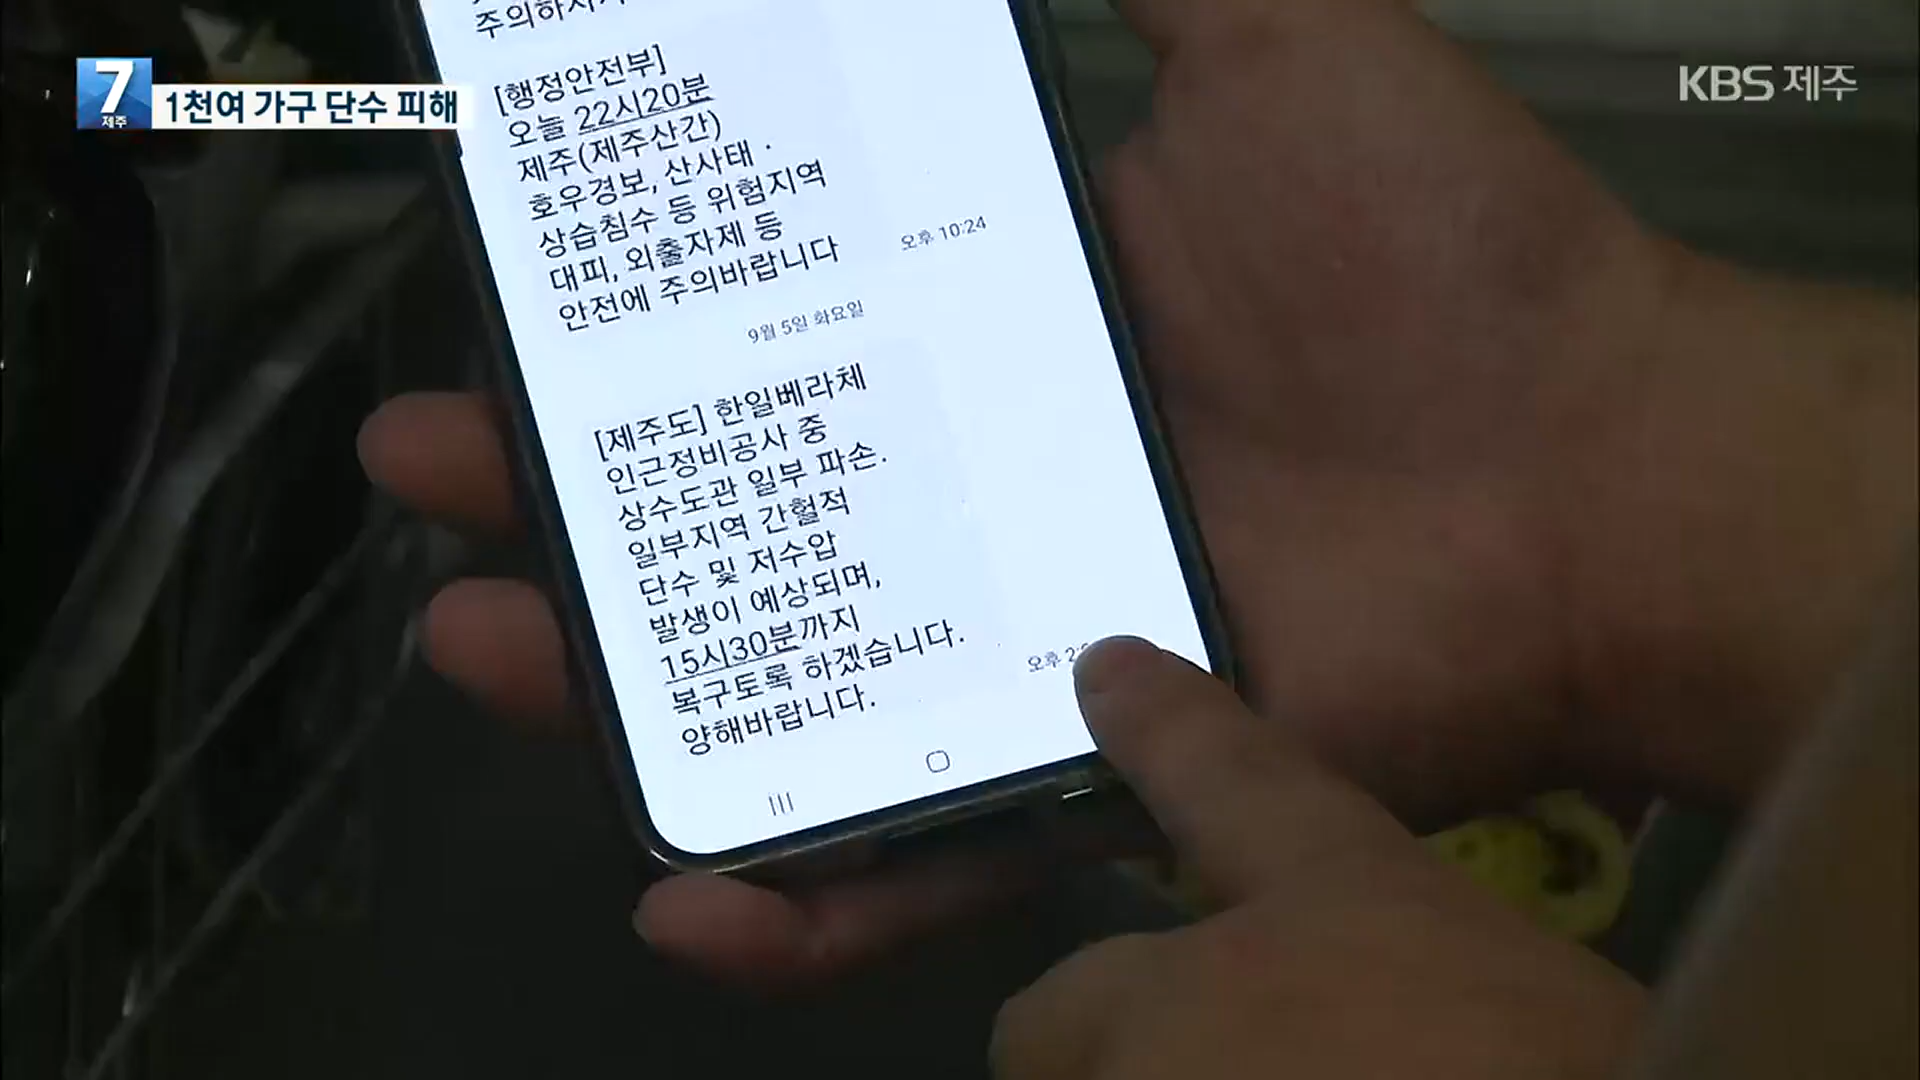 7
제주
1천여 가구 단수 피해
KBS 제주
[행정안전부]
오늘 22시20분
제주(제주산간)
호우경보, 산사태 ·
상습침수 등 위험지역
대피, 외출자제 등
안전에 주의바랍니다
오후 10:24
9월 5일 화요일
[제주도] 한일베라체
인근정비공사 중
상수도관 일부 파손.
일부지역 간헐적
단수 및 저수압
발생이 예상되며,
15시30분까지
복구토록 하겠습니다.
양해바랍니다.
오후